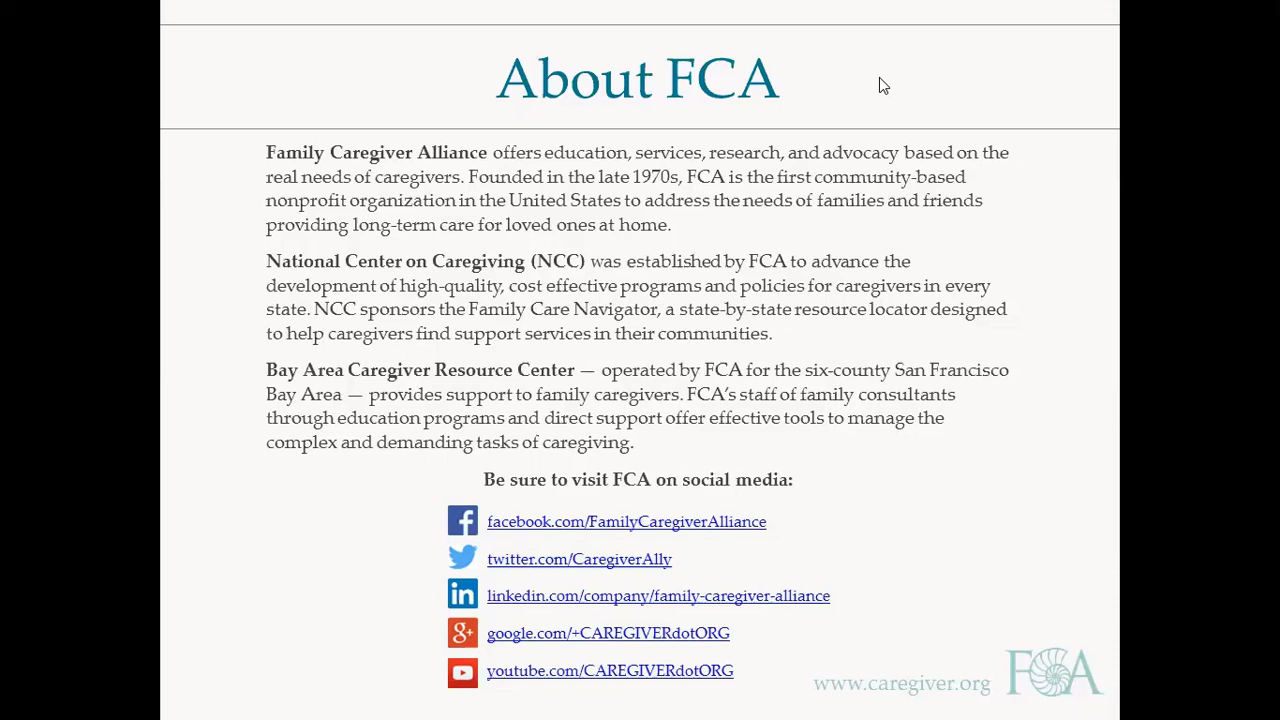 About FCA
Family Caregiver Alliance offers education, services, research, and advocacy based on the
real needs of caregivers. Founded in the late 1970s, FCA is the first community-based
nonprofit organization in the United States to address the needs of families and friends
providing long-term care for loved ones at home.
National Center on Caregiving (NCC) was established by FCA to advance the
development of high-quality, cost effective programs and policies for caregivers in every
state. NCC sponsors the Family Care Navigator, a state-by-state resource locator designed
to help caregivers find support services in their communities.
Bay Area Caregiver Resource Center — operated by FCA for the six-county San Francisco
Bay Area — provides support to family caregivers. FCA’s staff of family consultants
through education programs and direct support offer effective tools to manage the
complex and demanding tasks of caregiving.
Be sure to visit FCA on social media:
f facebook.com/FamilyCaregiverAlliance
twitter.com/CaregiverAlly
in linkedin.com/company/family-caregiver-alliance
g+ google.com/+CAREGIVERdotORG
youtube.com/CAREGIVERdotORG
www.caregiver.org FCA